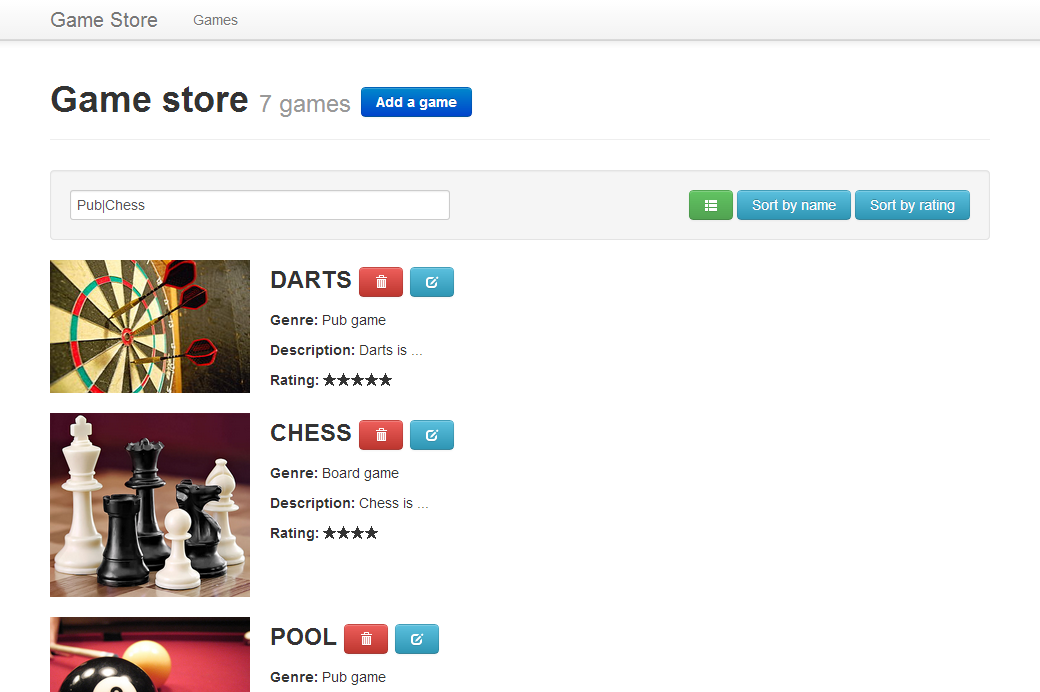 Game Store Games
Game store 7 games Add a game
Pub|Chess Sort by name Sort by rating
DARTS
Genre: Pub game
Description: Darts is ...
Rating: ★★★★★
CHESS
Genre: Board game
Description: Chess is ...
Rating: ★★★★
POOL
Genre: Pub game